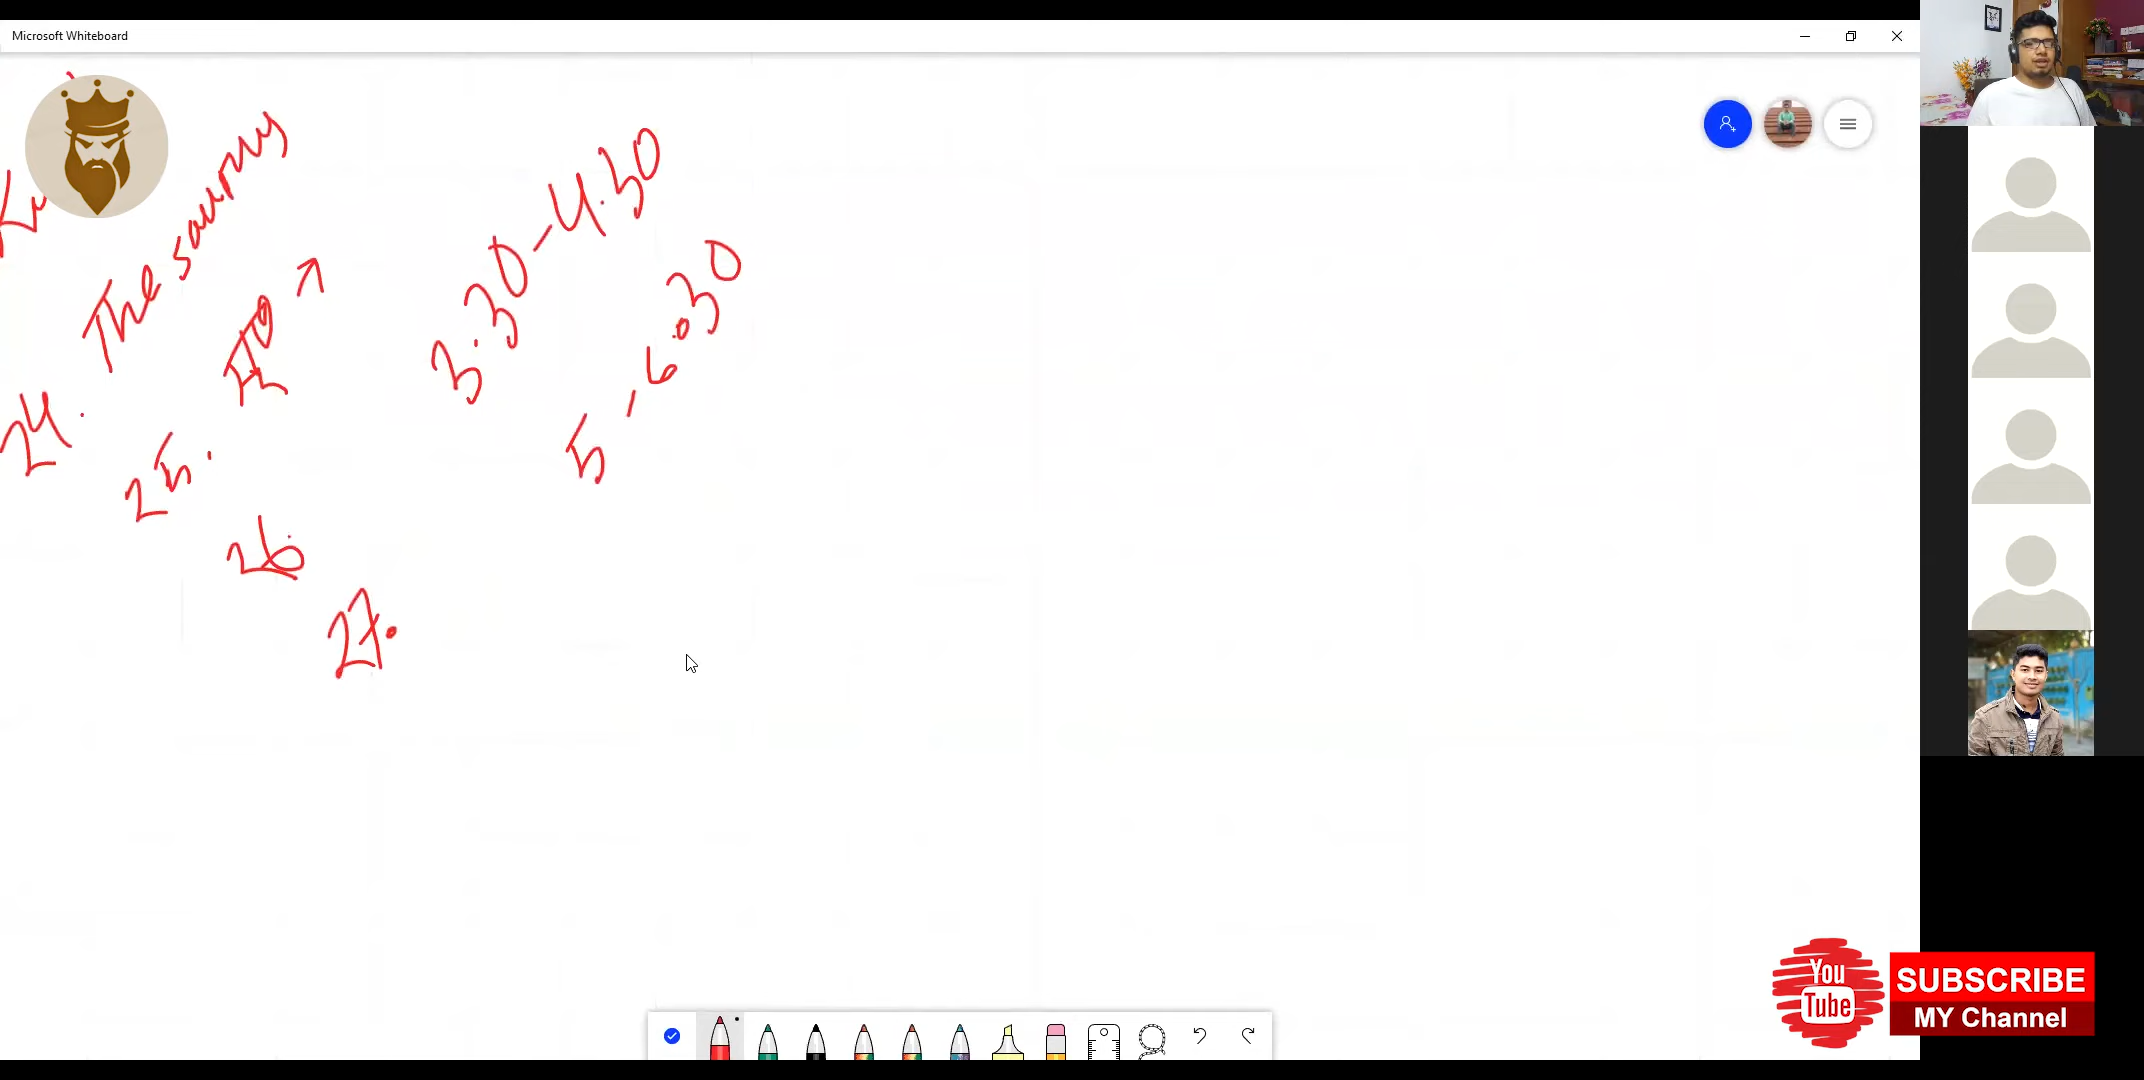 Microsoft Whiteboard
24. The saurus
25.
26.
27.
3.30-4.30
5-6.30
You
Tube
SUBSCRIBE
MY Channel